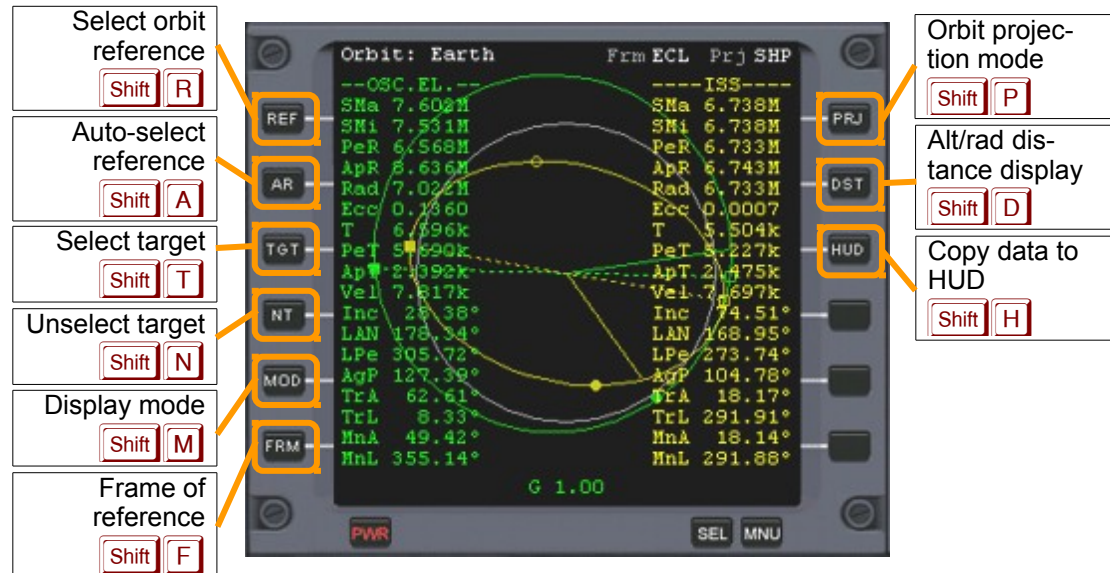 Select orbit
reference
Shift R
Auto-select
reference
Shift A
Select target
Shift T
Unselect target
Shift N
Display mode
Shift M
Frame of
reference
Shift F
REF
AR
TGT
NT
MOD
FRM
Orbit: Earth Frm ECL Prj SHP
--OSC.EL.--
SMa 7.602M
SMi 7.531M
PeR 6.568M
ApR 8.636M
Rad 7.022M
Ecc 0.1360
T 6.596k
PeT 5.690k
ApT 2.392k
Vel 7.817k
Inc 28.38°
LAN 178.34°
LPe 305.72°
AgP 127.39°
TrA 62.61°
TrL 8.33°
MnA 49.42°
MnL 355.14°
----ISS----
SMa 6.738M
SMi 6.738M
PeR 6.733M
ApR 6.743M
Rad 6.733M
Ecc 0.0007
T 5.504k
PeT
ApT 2.475k
Vel 7.697k
Inc 74.51°
LAN 168.95°
LPe 273.74°
AgP 104.78°
TrA 18.17°
TrL 291.91°
MnA 18.14°
MnL 291.88°
G 1.00
PWR
SEL MNU
PRJ
DST
HUD
Orbit projec-
tion mode
Shift P
Alt/rad dis-
tance display
Shift D
Copy data to
HUD
Shift H